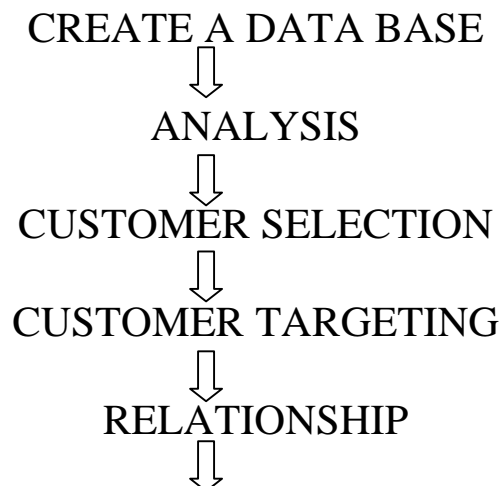 CREATE A DATA BASE
ANALYSIS
CUSTOMER SELECTION
CUSTOMER TARGETING
RELATIONSHIP